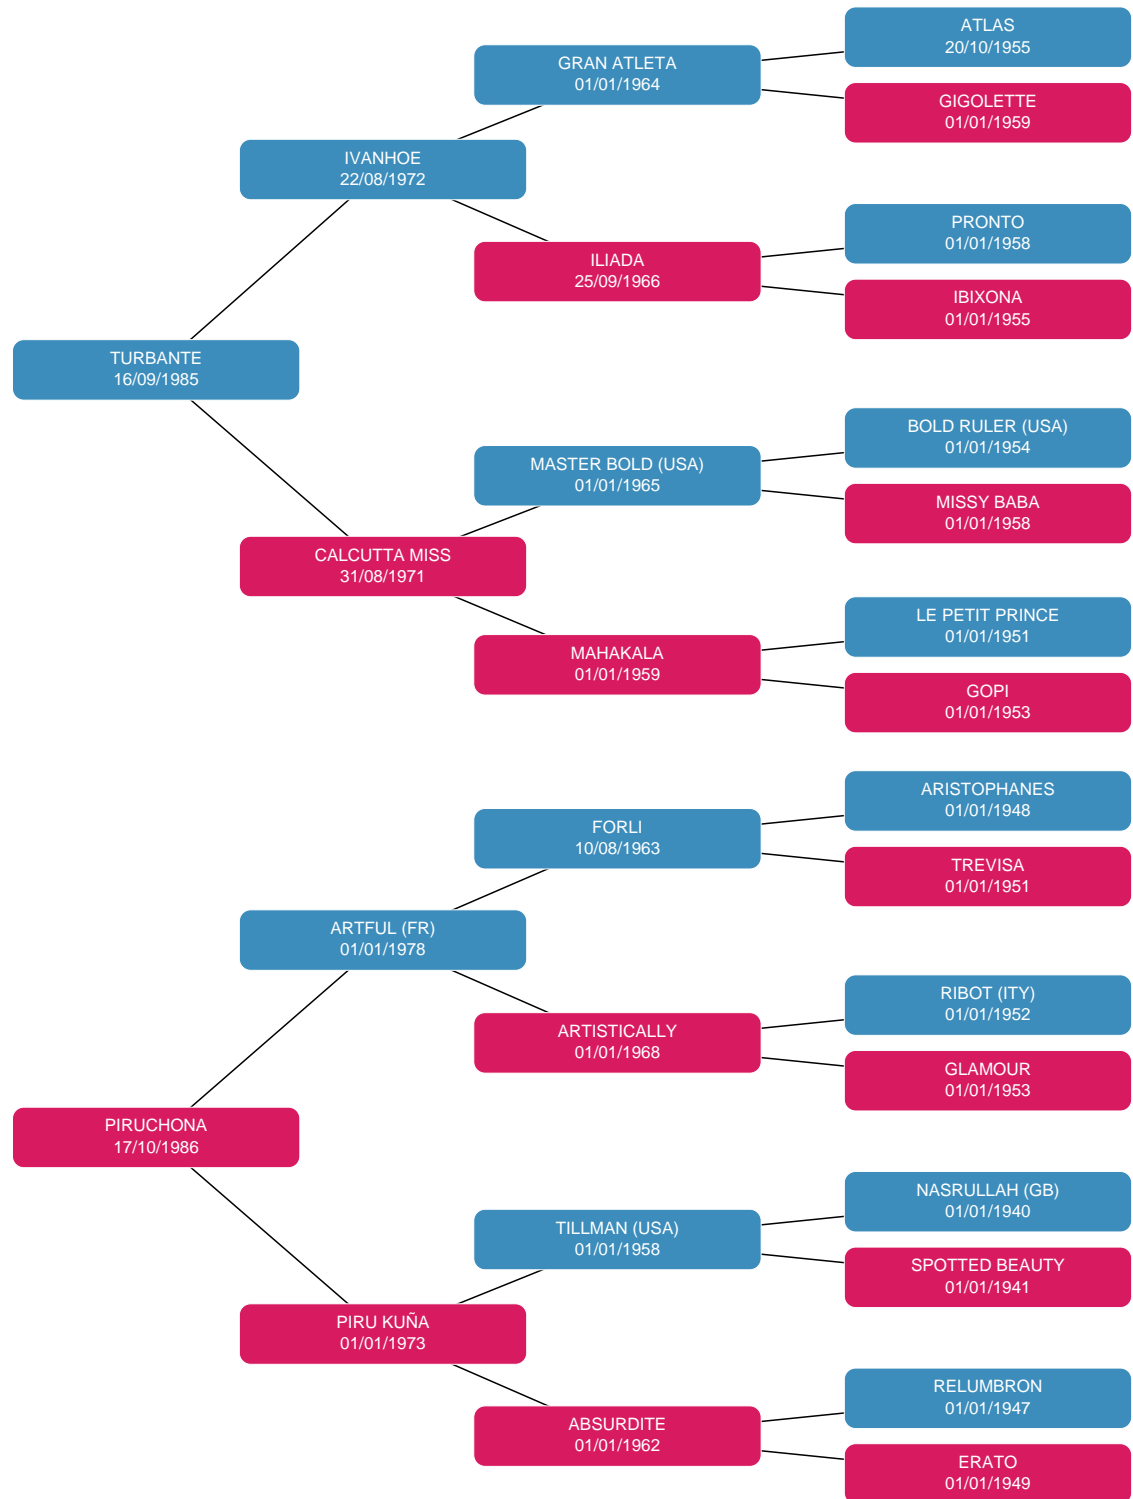 ATLAS
20/10/1955
GRAN ATLETA
01/01/1964
GIGOLETTE
01/01/1959
IVANHOE
22/08/1972
PRONTO
01/01/1958
ILIADA
25/09/1966
IBIXONA
01/01/1955
TURBANTE
16/09/1985
BOLD RULER (USA)
01/01/1954
MASTER BOLD (USA)
01/01/1965
MISSY BABA
01/01/1958
CALCUTTA MISS
31/08/1971
LE PETIT PRINCE
01/01/1951
MAHAKALA
01/01/1959
GOPI
01/01/1953
ARISTOPHANES
01/01/1948
FORLI
10/08/1963
TREVISA
01/01/1951
ARTFUL (FR)
01/01/1978
RIBOT (ITY)
01/01/1952
ARTISTICALLY
01/01/1968
GLAMOUR
01/01/1953
PIRUCHONA
17/10/1986
NASRULLAH (GB)
01/01/1940
TILLMAN (USA)
01/01/1958
SPOTTED BEAUTY
01/01/1941
PIRU KUÑA
01/01/1973
RELUMBRON
01/01/1947
ABSURDITE
01/01/1962
ERATO
01/01/1949